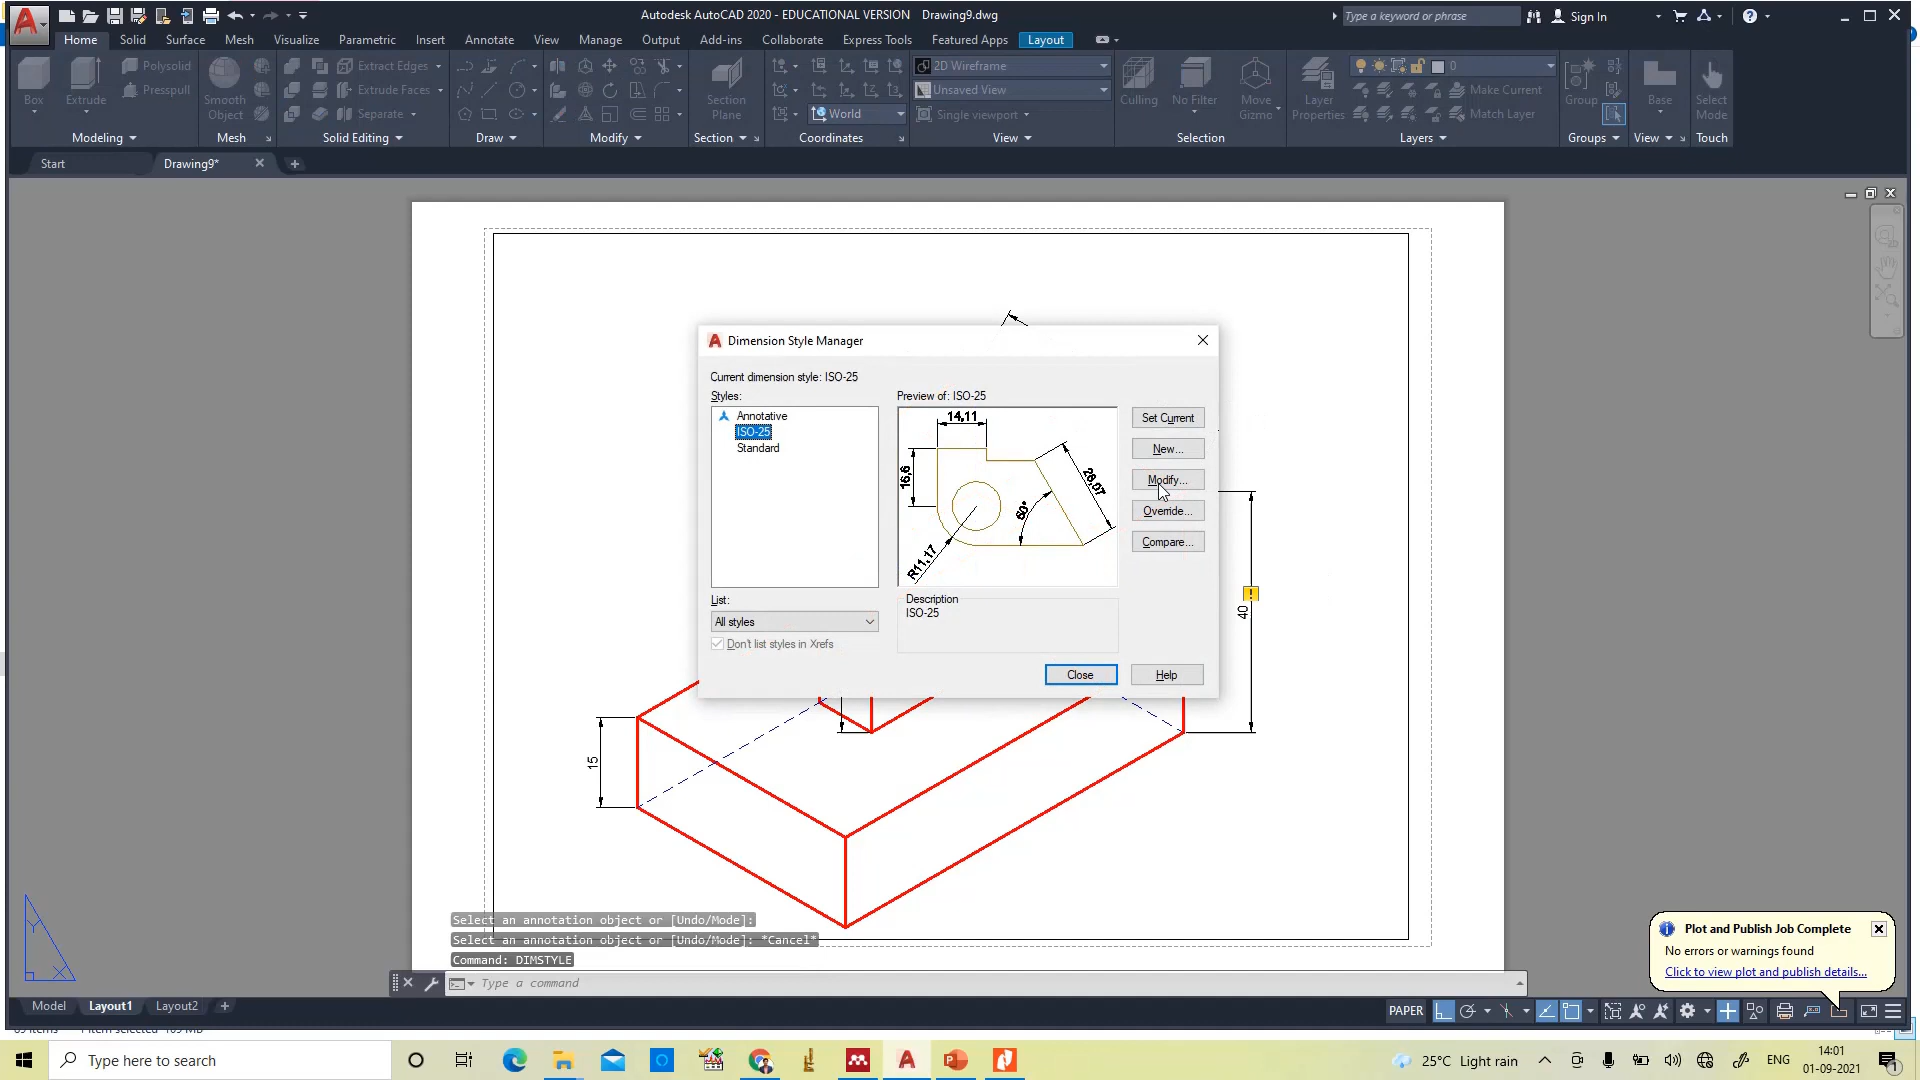 Autodesk AutoCAD 2020 - EDUCATIONAL VERSION Drawing9.dwg
Type a keyword or phrase
Sign In
Home Solid Surface Mesh Visualize Parametric Insert Annotate View Manage Output Add-ins Collaborate Express Tools Featured Apps Layout
Box
Extrude
Polysolid
Presspull
Modeling
Smooth
Object
Mesh
Extract Edges
Extrude Faces
Separate
Solid Editing
Draw
Modify
Section
Plane
Section
World
Coordinates
2D Wireframe
Unsaved View
Single viewport
View
Culling
No Filter
Move
Gizmo
Selection
Layer
Properties
0
Make Current
Match Layer
Layers
Group
Groups
Base
View
Select
Mode
Touch
Start
Drawing9*
Dimension Style Manager
Current dimension style: ISO-25
Styles:
Annotative
ISO-25
Standard
Preview of: ISO-25
14,11
16,6
28,07
60°
R11,17
Set Current
New...
Modify...
Override...
Compare...
List:
All styles
Don't list styles in Xrefs
Description
ISO-25
Close
Help
40
15
Y
X
Select an annotation object or [Undo/Mode]:
Select an annotation object or [Undo/Mode]: *Cancel*
Command: DIMSTYLE
Type a command
Plot and Publish Job Complete
No errors or warnings found
Click to view plot and publish details...
Model Layout1 Layout2
PAPER
Type here to search
25°C Light rain
ENG
14:01
01-09-2021
1